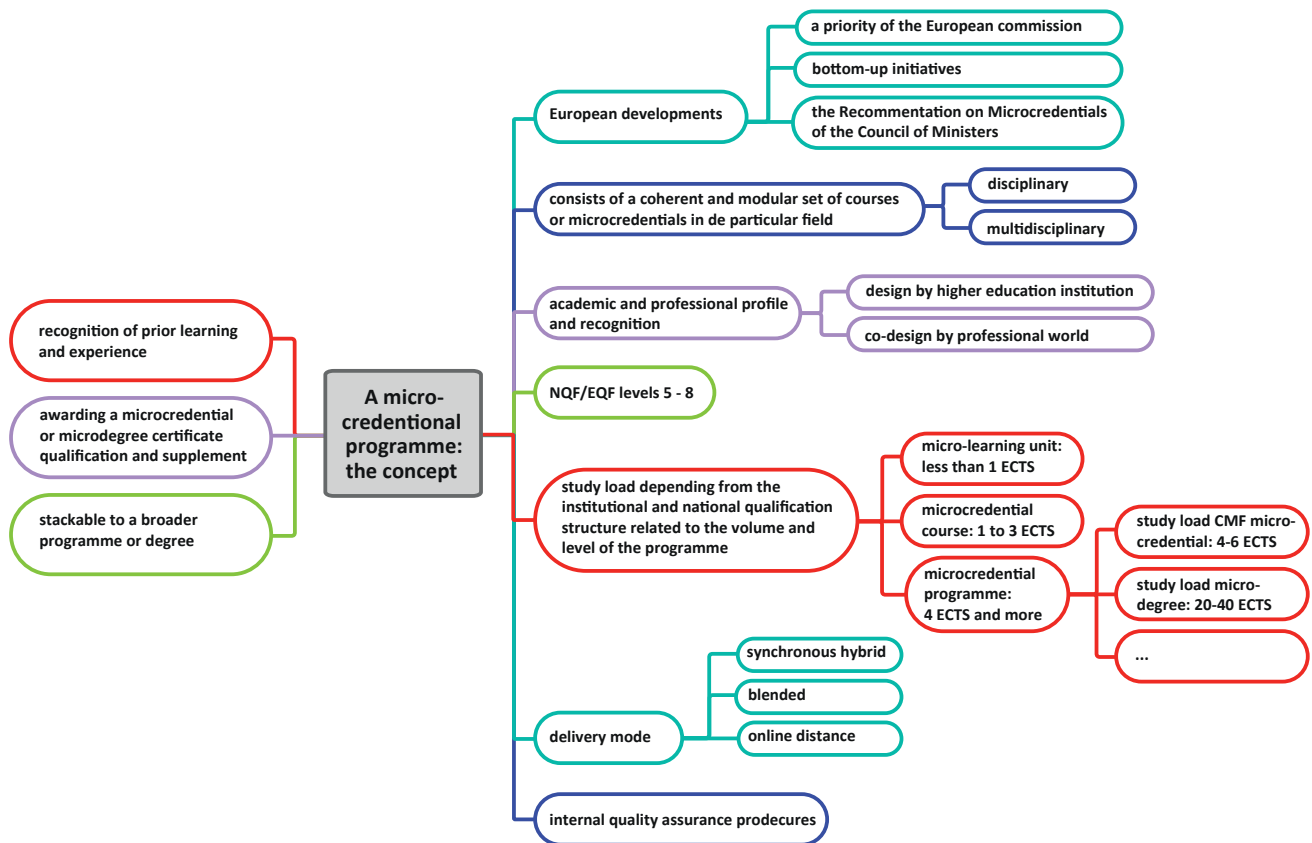 a priority of the European commission
bottom-up initiatives
European developments
the Recommentation on Microcredentials
of the Council of Ministers
consists of a coherent and modular set of courses
or microcredentials in de particular field
disciplinary
multidisciplinary
academic and professional profile
and recognition
design by higher education institution
co-design by professional world
recognition of prior learning
and experience
awarding a microcredential
or microdegree certificate
qualification and supplement
stackable to a broader
programme or degree
A micro-
credentional
programme:
the concept
NQF/EQF levels 5 - 8
study load depending from the
institutional and national qualification
structure related to the volume and
level of the programme
micro-learning unit:
less than 1 ECTS
microcredential
course: 1 to 3 ECTS
microcredential
programme:
4 ECTS and more
study load CMF micro-
credential: 4-6 ECTS
study load micro-
degree: 20-40 ECTS
...
delivery mode
synchronous hybrid
blended
online distance
internal quality assurance prodecures